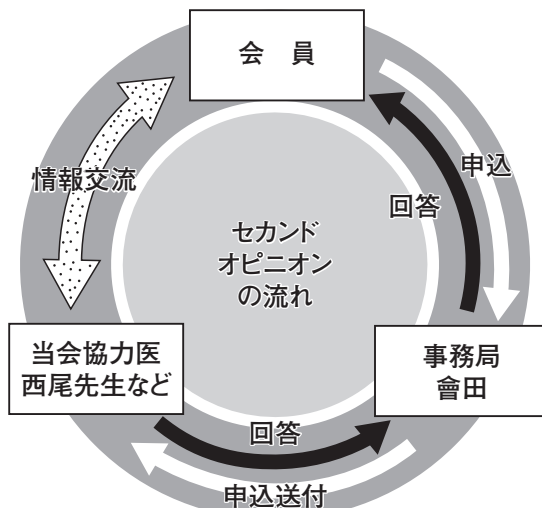 会　員
情報交流
申込
回答
セカンド
オピニオン
の流れ
当会協力医
西尾先生など
事務局
會田
回答
申込送付